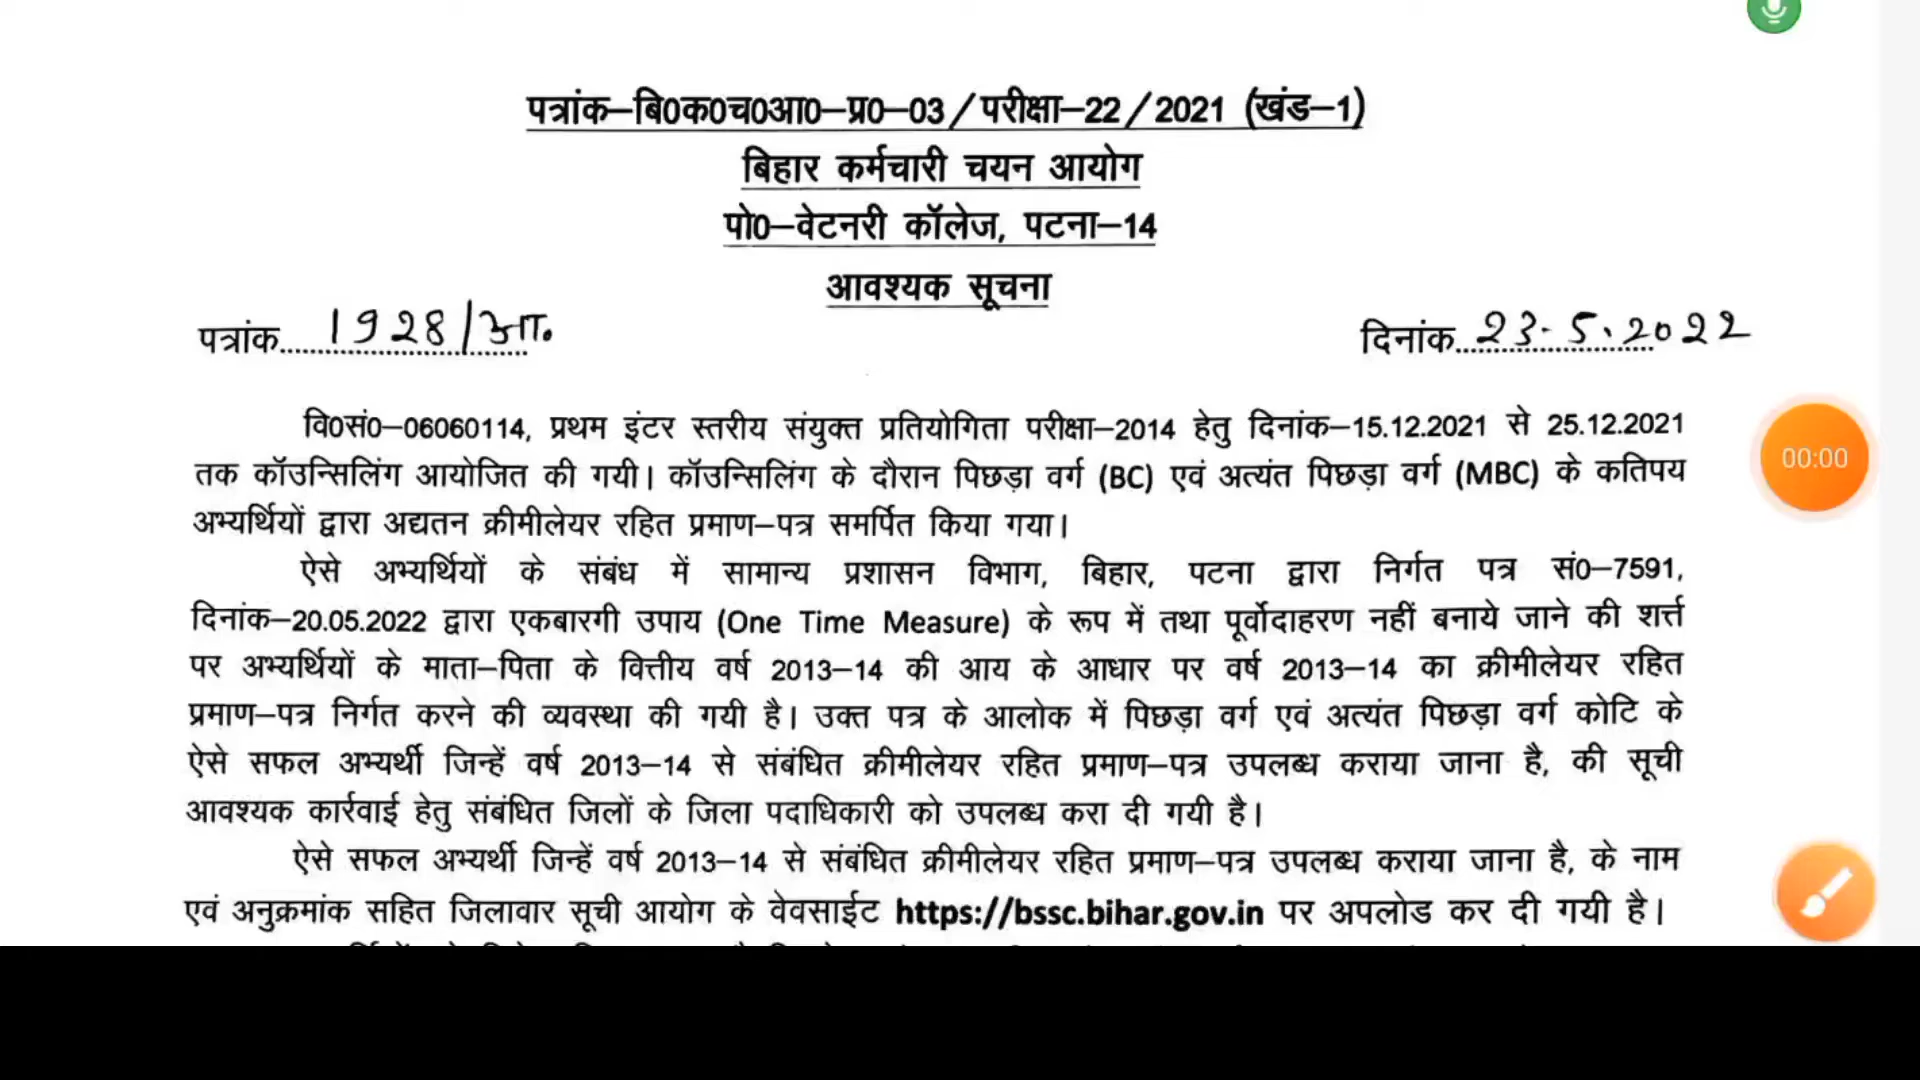 पत्रांक–बि0क0च0आ0–प्र0–03/परीक्षा–22/2021 (खंड–1)
बिहार कर्मचारी चयन आयोग
पो0–वेटनरी कॉलेज, पटना–14
आवश्यक सूचना
पत्रांक....1928/आ. दिनांक..23.5.2022
वि0सं0–06060114, प्रथम इंटर स्तरीय संयुक्त प्रतियोगिता परीक्षा–2014 हेतु दिनांक–15.12.2021 से 25.12.2021
तक कॉउन्सिलिंग आयोजित की गयी। कॉउन्सिलिंग के दौरान पिछड़ा वर्ग (BC) एवं अत्यंत पिछड़ा वर्ग (MBC) के कतिपय
अभ्यर्थियों द्वारा अद्यतन क्रीमीलेयर रहित प्रमाण–पत्र समर्पित किया गया।
00:00
ऐसे अभ्यर्थियों के संबंध में सामान्य प्रशासन विभाग, बिहार, पटना द्वारा निर्गत पत्र सं0–7591,
दिनांक–20.05.2022 द्वारा एकबारगी उपाय (One Time Measure) के रूप में तथा पूर्वोदाहरण नहीं बनाये जाने की शर्त्त
पर अभ्यर्थियों के माता–पिता के वित्तीय वर्ष 2013–14 की आय के आधार पर वर्ष 2013–14 का क्रीमीलेयर रहित
प्रमाण–पत्र निर्गत करने की व्यवस्था की गयी है। उक्त पत्र के आलोक में पिछड़ा वर्ग एवं अत्यंत पिछड़ा वर्ग कोटि के
ऐसे सफल अभ्यर्थी जिन्हें वर्ष 2013–14 से संबंधित क्रीमीलेयर रहित प्रमाण–पत्र उपलब्ध कराया जाना है, की सूची
आवश्यक कार्रवाई हेतु संबंधित जिलों के जिला पदाधिकारी को उपलब्ध करा दी गयी है।
ऐसे सफल अभ्यर्थी जिन्हें वर्ष 2013–14 से संबंधित क्रीमीलेयर रहित प्रमाण–पत्र उपलब्ध कराया जाना है, के नाम
एवं अनुक्रमांक सहित जिलावार सूची आयोग के वेवसाईट https://bssc.bihar.gov.in पर अपलोड कर दी गयी है।